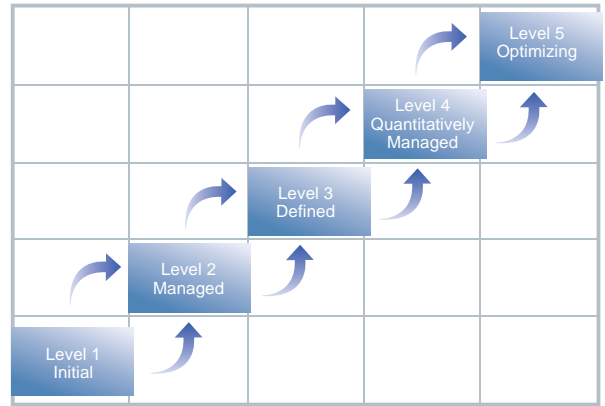 Level 5
Optimizing
Level 4
Quantitatively
Managed
Level 3
Defined
Level 2
Managed
Level 1
Initial